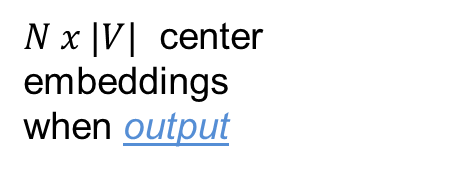 N x |V| center
embeddings
when output